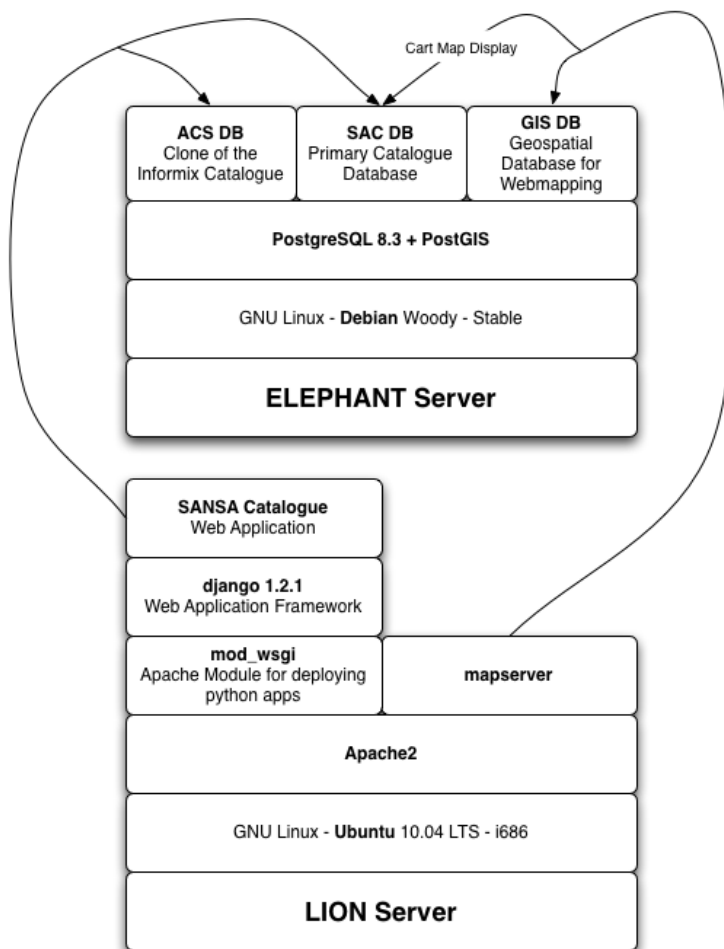 Cart Map Display
ACS DB
Clone of the
Informix Catalogue
SAC DB
Primary Catalogue
Database
GIS DB
Geospatial
Database for
Webmapping
PostgreSQL 8.3 + PostGIS
GNU Linux - Debian Woody - Stable
ELEPHANT Server
SANSA Catalogue
Web Application
django 1.2.1
Web Application Framework
mod_wsgi
Apache Module for deploying
python apps
mapserver
Apache2
GNU Linux - Ubuntu 10.04 LTS - i686
LION Server